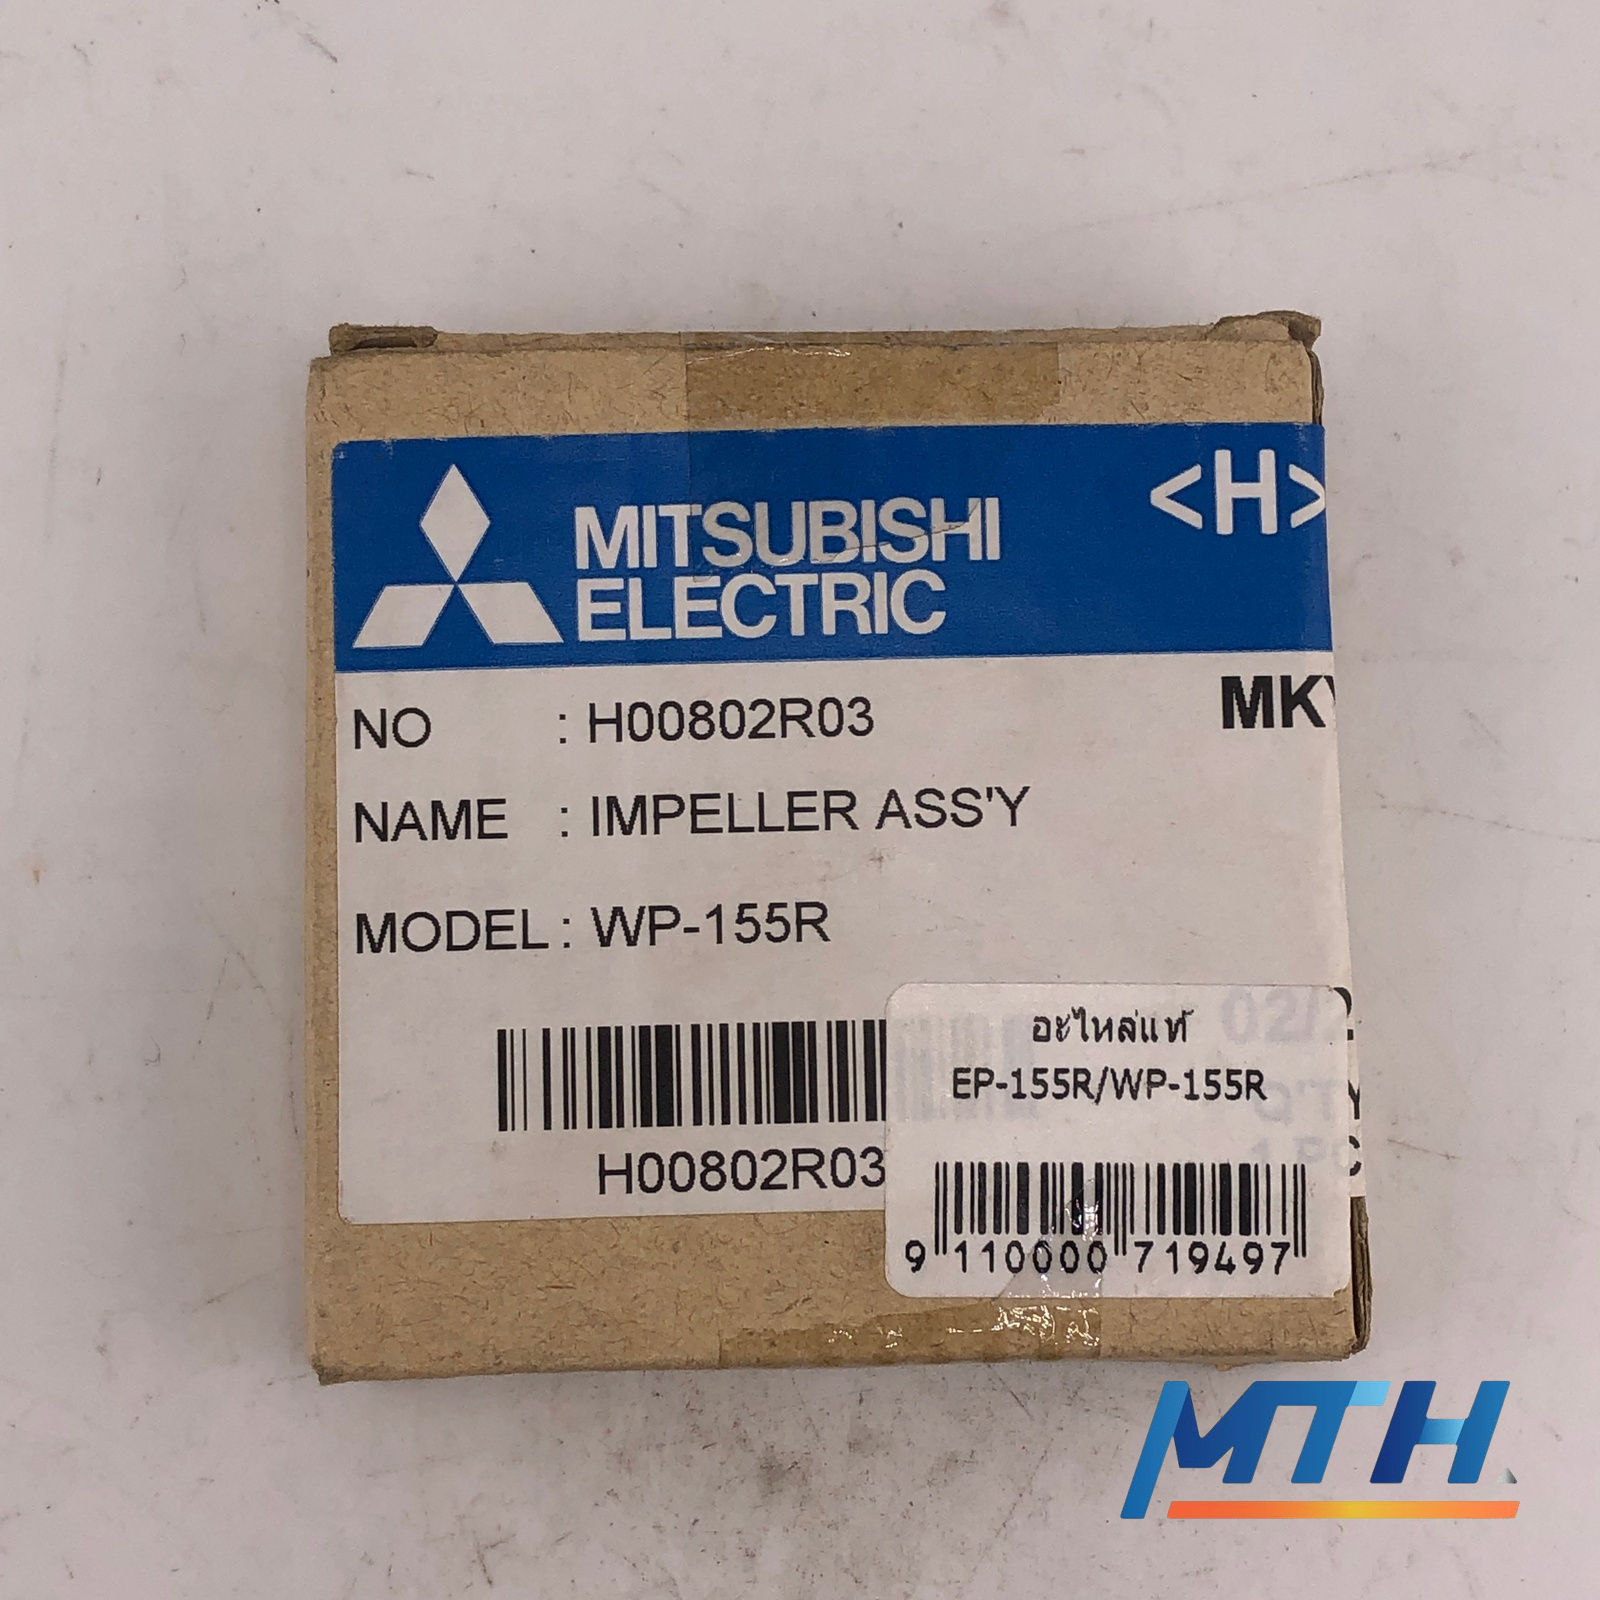 MITSUBISHI
ELECTRIC
<H>
NO : H00802R03
MK
NAME : IMPELLER ASS'Y
MODEL : WP-155R
H00802R03
อะไหล่แท้
EP-155R/WP-155R
9 110000 719497
MTH